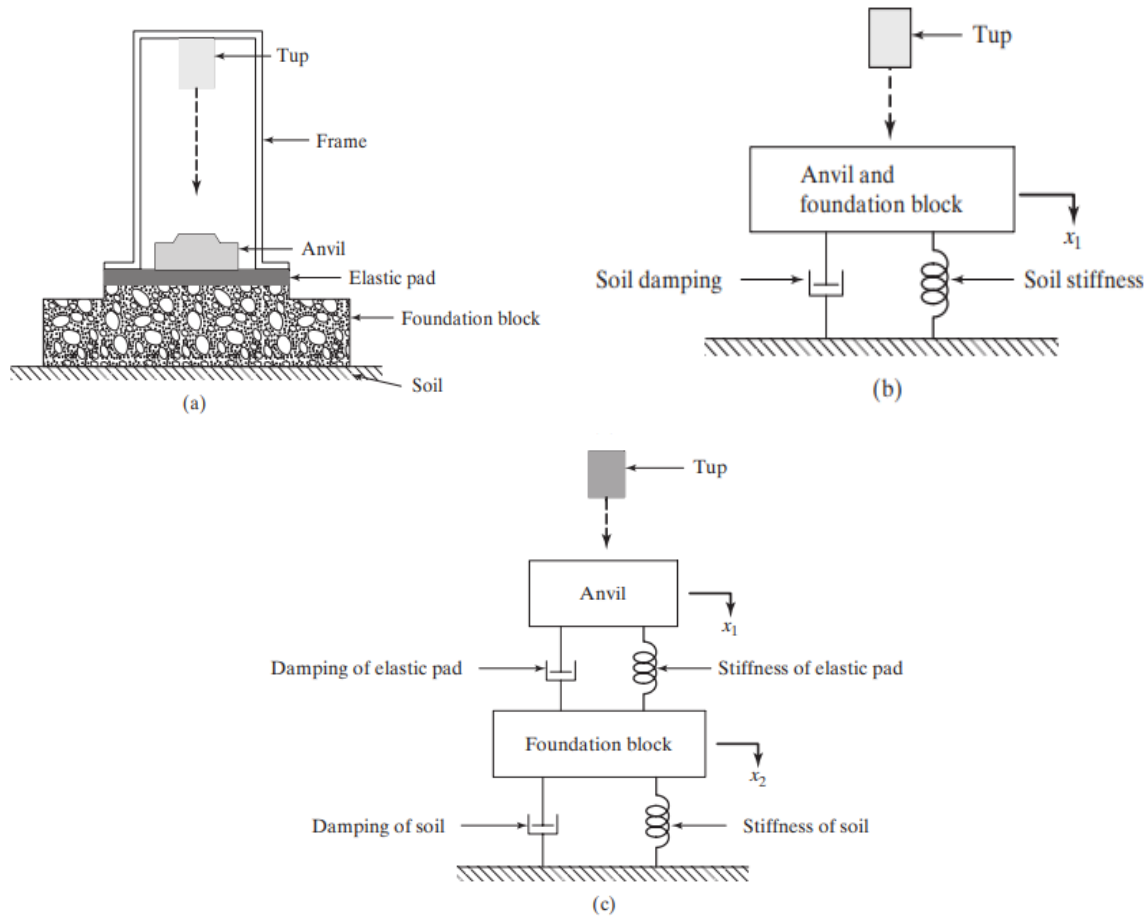 Tup
Frame
Anvil
Elastic pad
Foundation block
Soil
(a)
Tup
Anvil and
foundation block
x1
Soil damping
Soil stiffness
(b)
Tup
Anvil
x1
Damping of elastic pad
Stiffness of elastic pad
Foundation block
x2
Damping of soil
Stiffness of soil
(c)